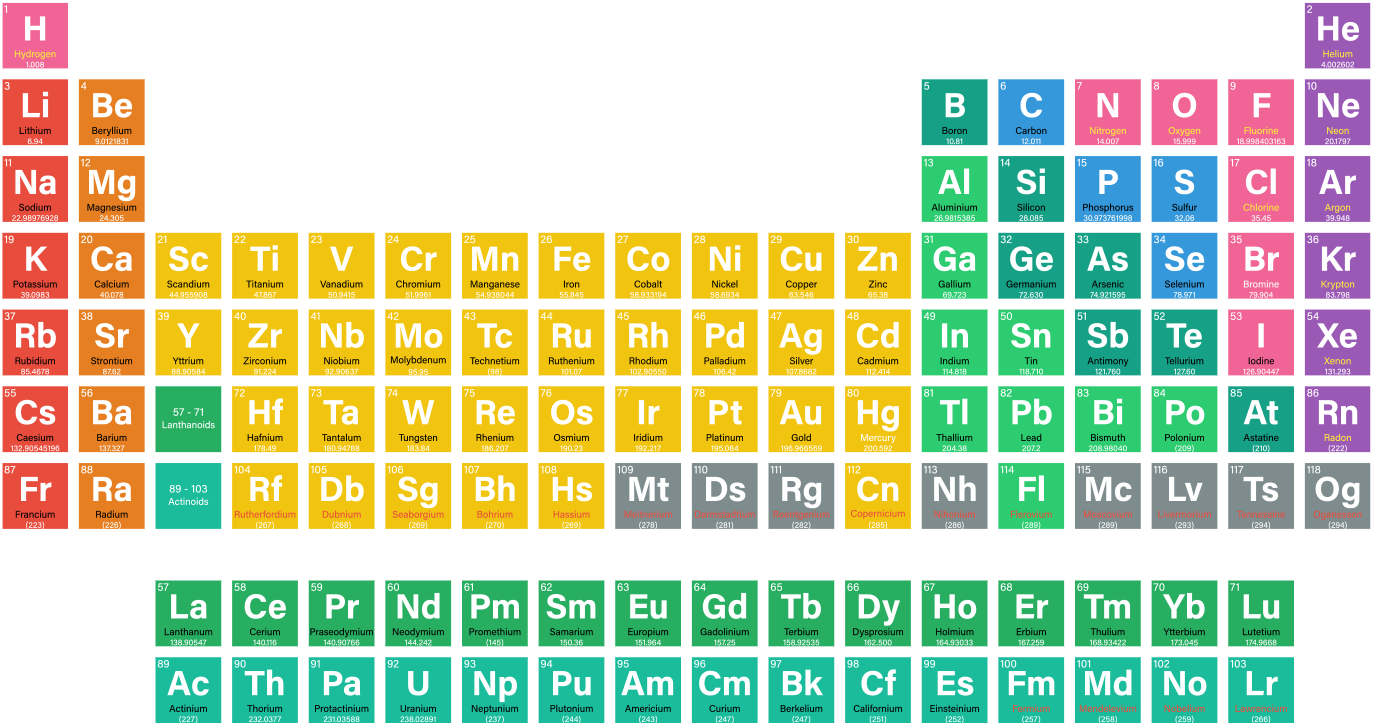 1
H
Hydrogen
1.008
2
He
Helium
4.002602
3
Li
Lithium
6.94
4
Be
Beryllium
9.0121831
5
B
Boron
10.81
6
C
Carbon
12.011
7
N
Nitrogen
14.007
8
O
Oxygen
15.999
9
F
Fluorine
18.998403163
10
Ne
Neon
20.1797
11
Na
Sodium
22.98976928
12
Mg
Magnesium
24.305
13
Al
Aluminium
26.9815385
14
Si
Silicon
28.085
15
P
Phosphorus
30.973761998
16
S
Sulfur
32.06
17
Cl
Chlorine
35.45
18
Ar
Argon
39.948
19
K
Potassium
39.0983
20
Ca
Calcium
40.078
21
Sc
Scandium
44.955908
22
Ti
Titanium
47.867
23
V
Vanadium
50.9415
24
Cr
Chromium
51.9961
25
Mn
Manganese
54.938044
26
Fe
Iron
55.845
27
Co
Cobalt
58.933194
28
Ni
Nickel
58.6934
29
Cu
Copper
63.546
30
Zn
Zinc
65.38
31
Ga
Gallium
69.723
32
Ge
Germanium
72.630
33
As
Arsenic
74.921595
34
Se
Selenium
78.971
35
Br
Bromine
79.904
36
Kr
Krypton
83.798
37
Rb
Rubidium
85.4678
38
Sr
Strontium
87.62
39
Y
Yttrium
88.90584
40
Zr
Zirconium
91.224
41
Nb
Niobium
92.90637
42
Mo
Molybdenum
95.95
43
Tc
Technetium
(98)
44
Ru
Ruthenium
101.07
45
Rh
Rhodium
102.90550
46
Pd
Palladium
106.42
47
Ag
Silver
107.8682
48
Cd
Cadmium
112.414
49
In
Indium
114.818
50
Sn
Tin
118.710
51
Sb
Antimony
121.760
52
Te
Tellurium
127.60
53
I
Iodine
126.90447
54
Xe
Xenon
131.293
55
Cs
Caesium
132.90545196
56
Ba
Barium
137.327
57 - 71
Lanthanoids
72
Hf
Hafnium
178.49
73
Ta
Tantalum
180.94788
74
W
Tungsten
183.84
75
Re
Rhenium
186.207
76
Os
Osmium
190.23
77
Ir
Iridium
192.217
78
Pt
Platinum
195.084
79
Au
Gold
196.966569
80
Hg
Mercury
200.592
81
Tl
Thallium
204.38
82
Pb
Lead
207.2
83
Bi
Bismuth
208.98040
84
Po
Polonium
(209)
85
At
Astatine
(210)
86
Rn
Radon
(222)
87
Fr
Francium
(223)
88
Ra
Radium
(226)
89 - 103
Actinoids
104
Rf
Rutherfordium
(267)
105
Db
Dubnium
(268)
106
Sg
Seaborgium
(269)
107
Bh
Bohrium
(270)
108
Hs
Hassium
(269)
109
Mt
Meitnerium
(278)
110
Ds
Darmstadtium
(281)
111
Rg
Roentgenium
(282)
112
Cn
Copernicium
(285)
113
Nh
Nihonium
(286)
114
Fl
Flerovium
(289)
115
Mc
Moscovium
(289)
116
Lv
Livermorium
(293)
117
Ts
Tennessine
(294)
118
Og
Oganesson
(294)
57
La
Lanthanum
138.90547
58
Ce
Cerium
140.116
59
Pr
Praseodymium
140.90766
60
Nd
Neodymium
144.242
61
Pm
Promethium
(145)
62
Sm
Samarium
150.36
63
Eu
Europium
151.964
64
Gd
Gadolinium
157.25
65
Tb
Terbium
158.92535
66
Dy
Dysprosium
162.500
67
Ho
Holmium
164.93033
68
Er
Erbium
167.259
69
Tm
Thulium
168.93422
70
Yb
Ytterbium
173.045
71
Lu
Lutetium
174.9668
89
Ac
Actinium
(227)
90
Th
Thorium
232.0377
91
Pa
Protactinium
231.03588
92
U
Uranium
238.02891
93
Np
Neptunium
(237)
94
Pu
Plutonium
(244)
95
Am
Americium
(243)
96
Cm
Curium
(247)
97
Bk
Berkelium
(247)
98
Cf
Californium
(251)
99
Es
Einsteinium
(252)
100
Fm
Fermium
(257)
101
Md
Mendelevium
(258)
102
No
Nobelium
(259)
103
Lr
Lawrencium
(266)